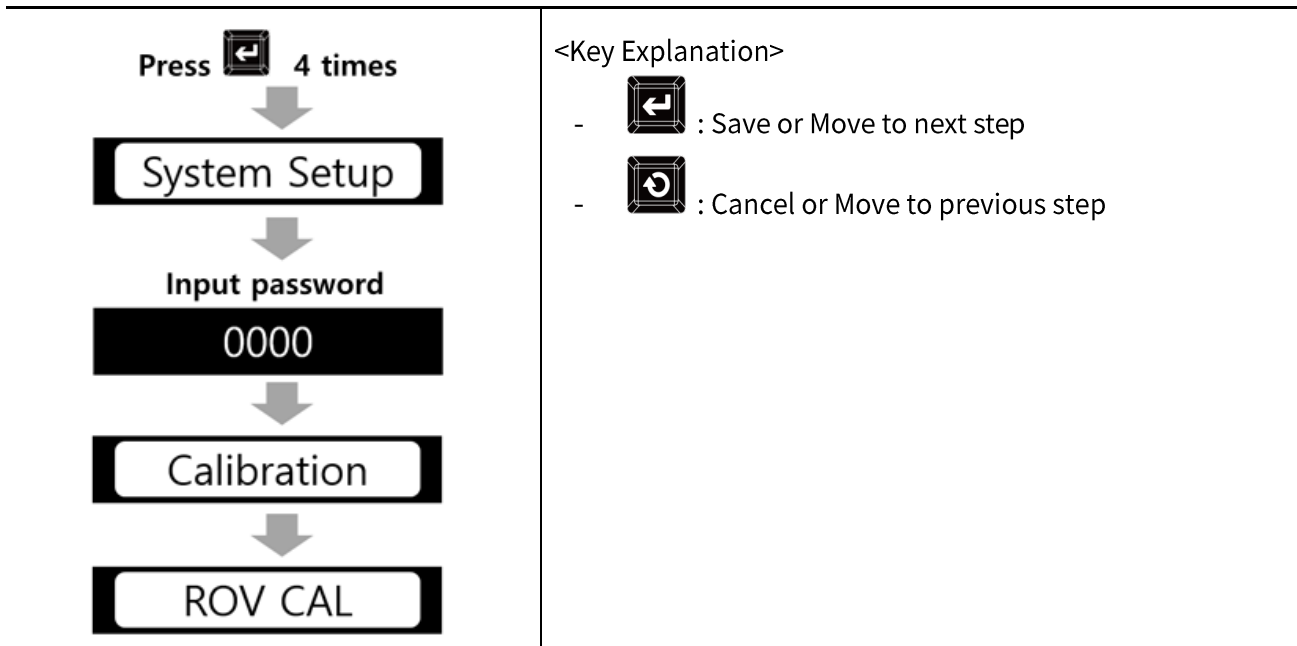 Press 4 times
System Setup
Input password
0000
Calibration
ROV CAL
<Key Explanation>
- : Save or Move to next step
- : Cancel or Move to previous step